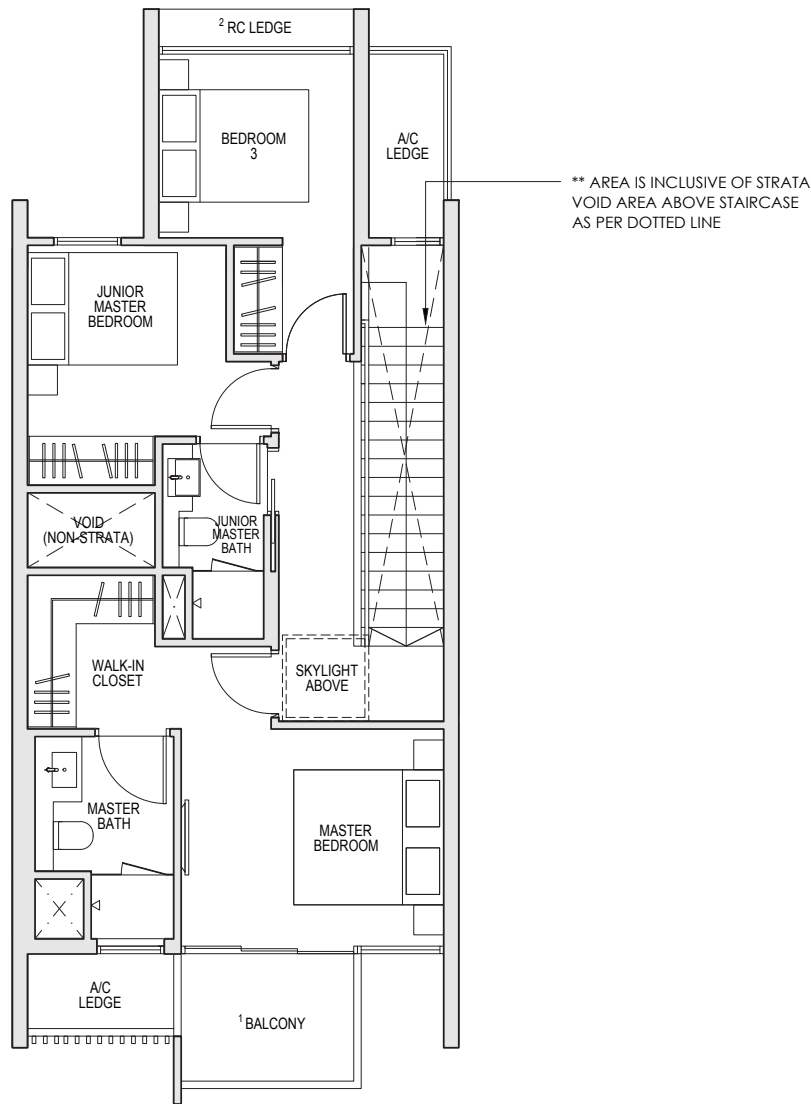 ² RC LEDGE
BEDROOM
3
A/C
LEDGE
** AREA IS INCLUSIVE OF STRATA
VOID AREA ABOVE STAIRCASE
AS PER DOTTED LINE
JUNIOR
MASTER
BEDROOM
VOID
(NON-STRATA)
JUNIOR
MASTER
BATH
WALK-IN
CLOSET
SKYLIGHT
ABOVE
MASTER
BATH
MASTER
BEDROOM
A/C
LEDGE
¹ BALCONY